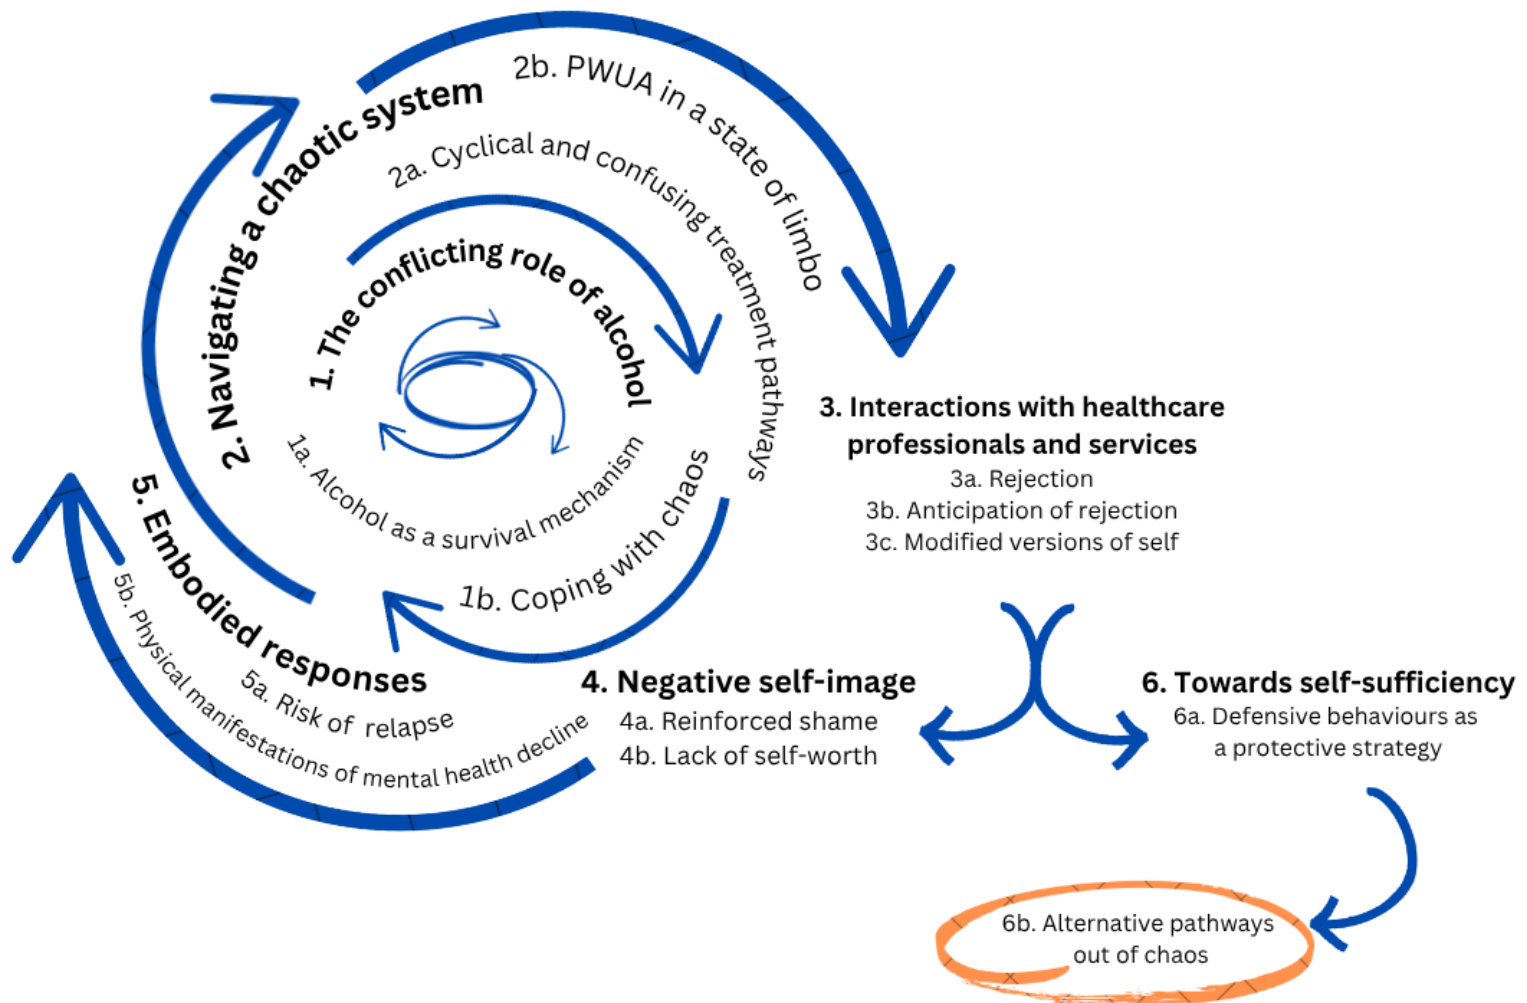 1. The conflicting role of alcohol
1a. Alcohol as a survival mechanism
1b. Coping with chaos
2. Navigating a chaotic system
2a. Cyclical and confusing treatment pathways
2b. PWUA in a state of limbo
3. Interactions with healthcare
professionals and services
3a. Rejection
3b. Anticipation of rejection
3c. Modified versions of self
4. Negative self-image
4a. Reinforced shame
4b. Lack of self-worth
5. Embodied responses
5a. Risk of relapse
5b. Physical manifestations of mental health decline
6. Towards self-sufficiency
6a. Defensive behaviours as
a protective strategy
6b. Alternative pathways
out of chaos